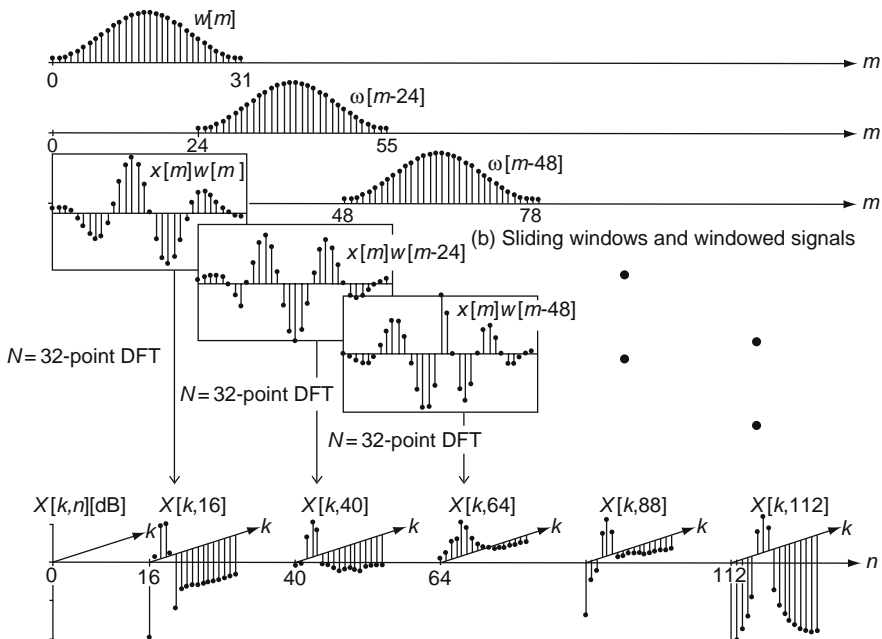 w[m]
m
0 31
ω[m-24]
m
0 24 55
x[m]w[m]
ω[m-48]
m
48 78
(b) Sliding windows and windowed signals
x[m]w[m-24]
x[m]w[m-48]
N = 32-point DFT
N = 32-point DFT
N = 32-point DFT
X[k,n][dB] X[k,16] X[k,40] X[k,64] X[k,88] X[k,112]
k k k k k k
n
0 16 40 64 112